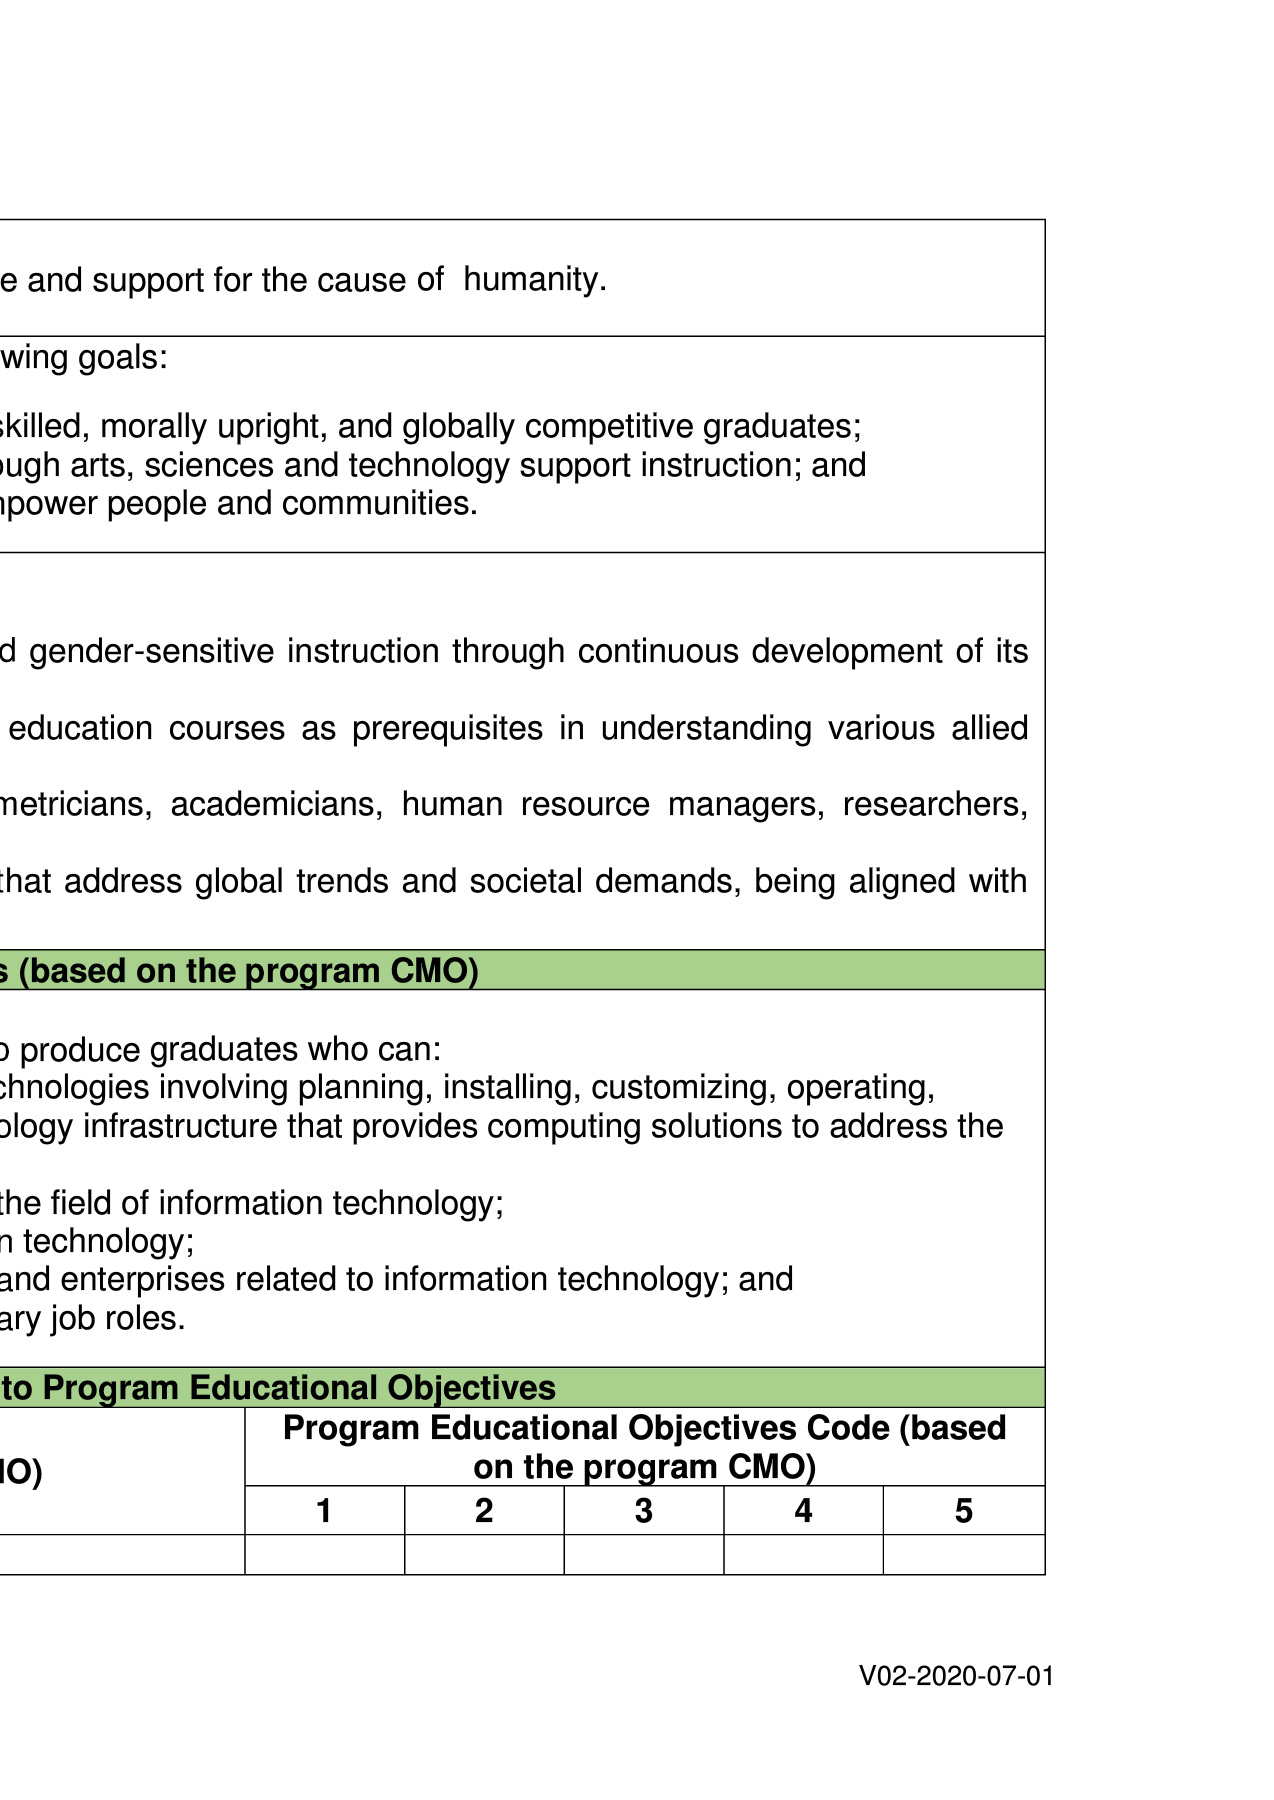 e and support for the cause of humanity.
wing goals:
skilled, morally upright, and globally competitive graduates;
ough arts, sciences and technology support instruction; and
npower people and communities.
d gender-sensitive instruction through continuous development of its
education courses as prerequisites in understanding various allied
metricians, academicians, human resource managers, researchers,
that address global trends and societal demands, being aligned with
s (based on the program CMO)
o produce graduates who can:
chnologies involving planning, installing, customizing, operating,
ology infrastructure that provides computing solutions to address the
the field of information technology;
n technology;
and enterprises related to information technology; and
ary job roles.
to Program Educational Objectives
Program Educational Objectives Code (based
on the program CMO)
MO)
1 2 3 4 5
V02-2020-07-01